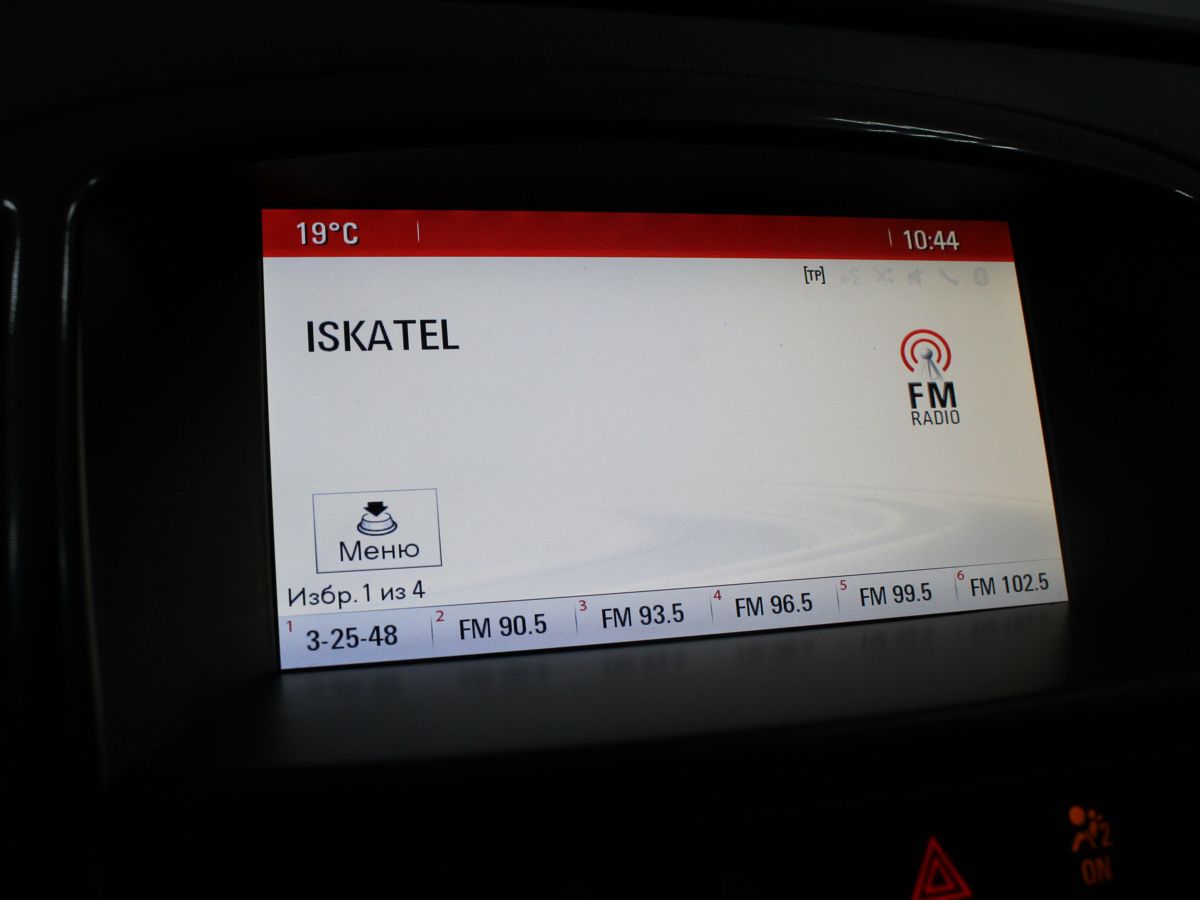 19°C 10:44
[TP]
ISKATEL
FM
RADIO
Меню
Избр.1 из 4
1 3-25-48 2 FM 90.5 3 FM 93.5 4 FM 96.5 5 FM 99.5 6 FM 102.5
2
ON